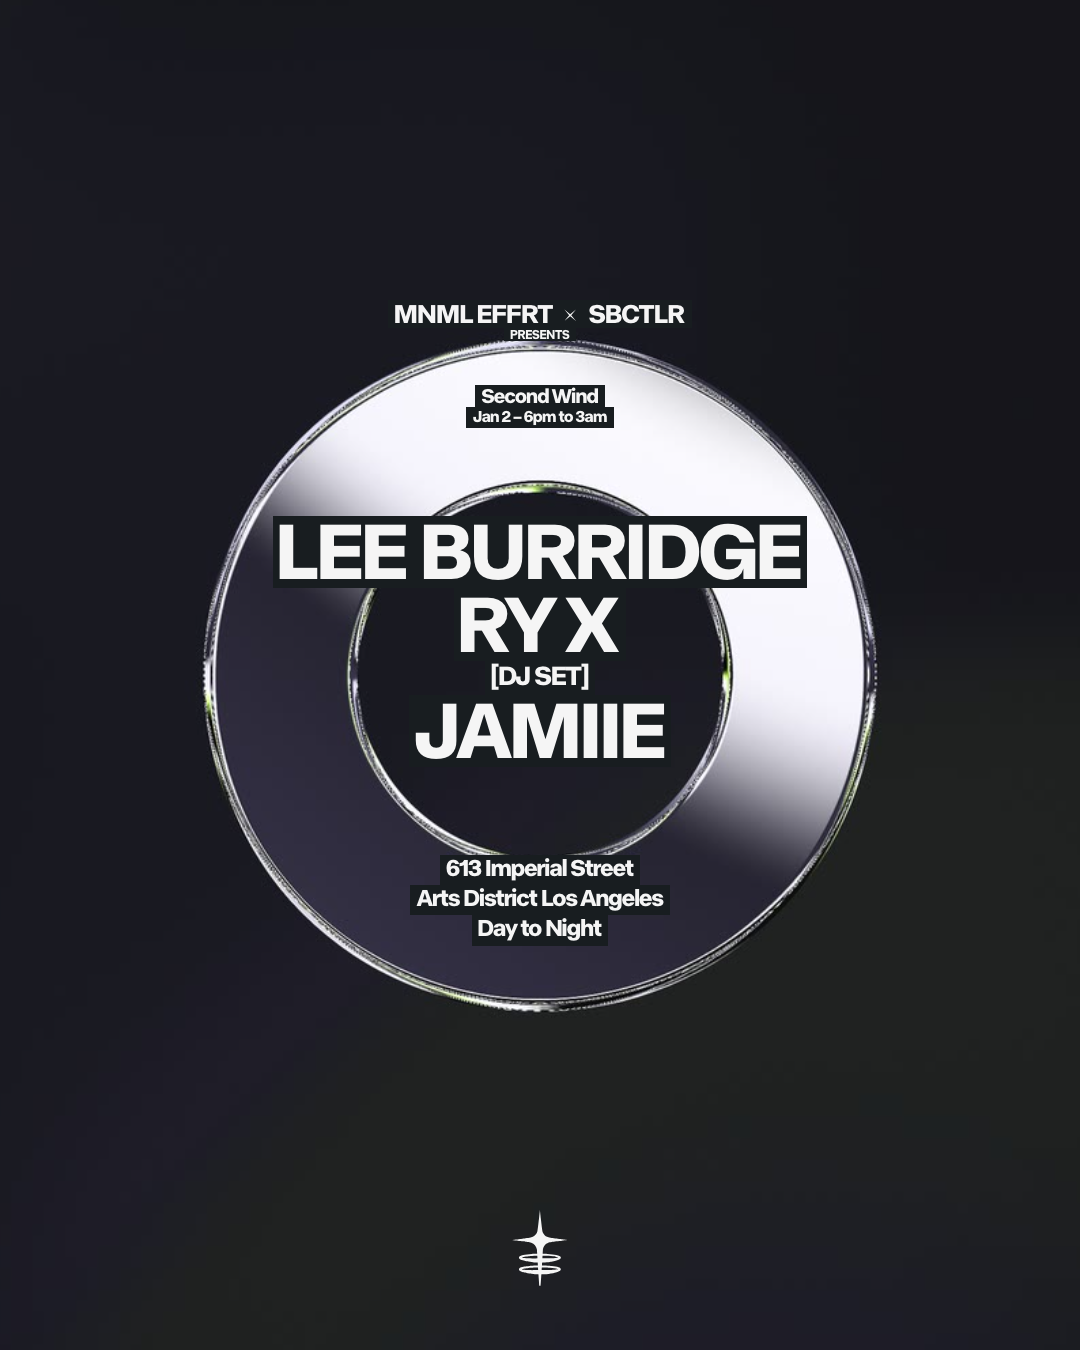 MNML EFFRT × SBCTLR
PRESENTS
Second Wind
Jan 2 – 6pm to 3am
LEE BURRIDGE
RY X
[DJ SET]
JAMIIE
613 Imperial Street
Arts District Los Angeles
Day to Night